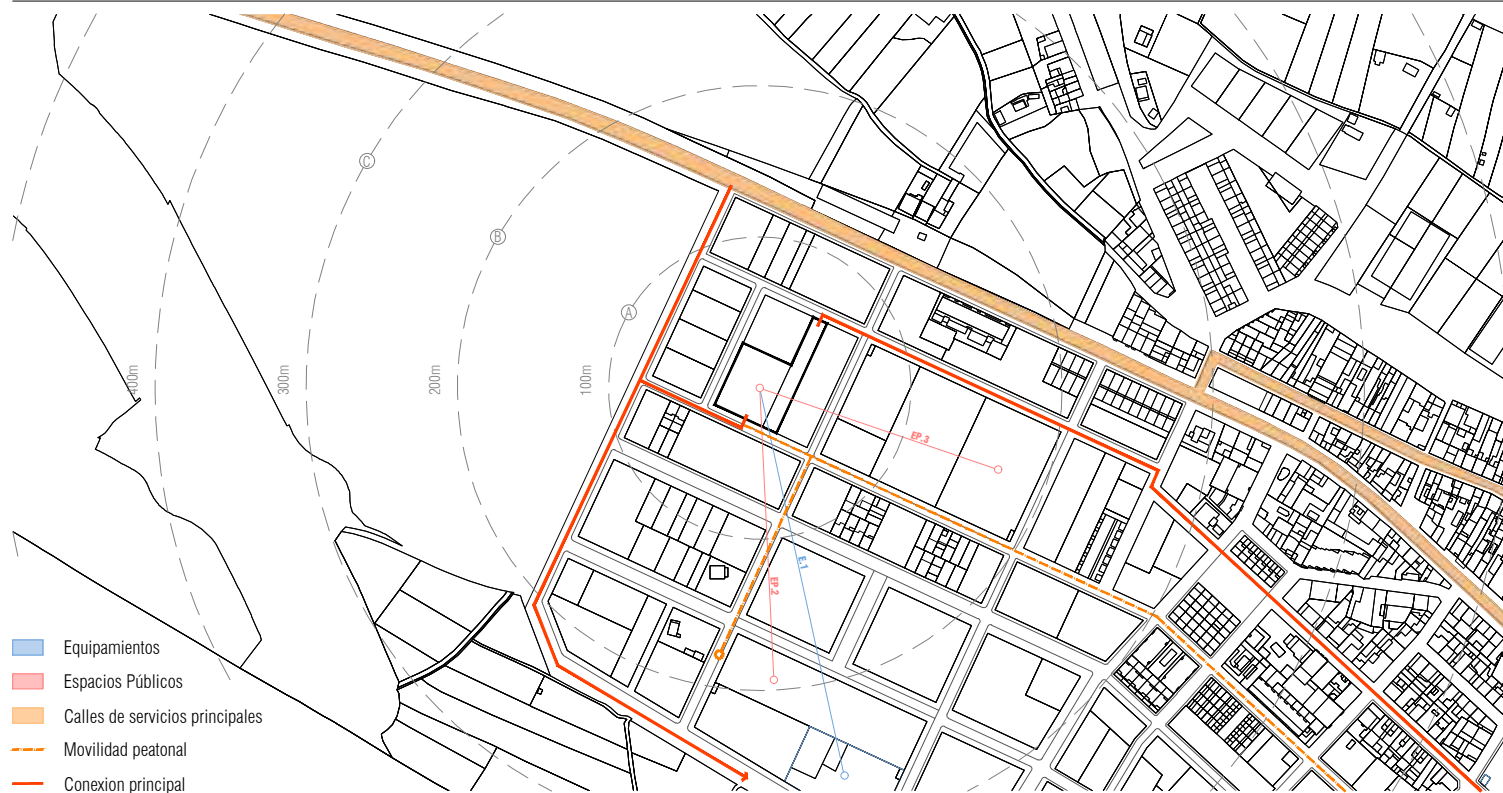 C
B
A
400m
300m
200m
100m
EP.3
E.1
EP.2
Equipamientos
Espacios Públicos
Calles de servicios principales
Movilidad peatonal
Conexion principal